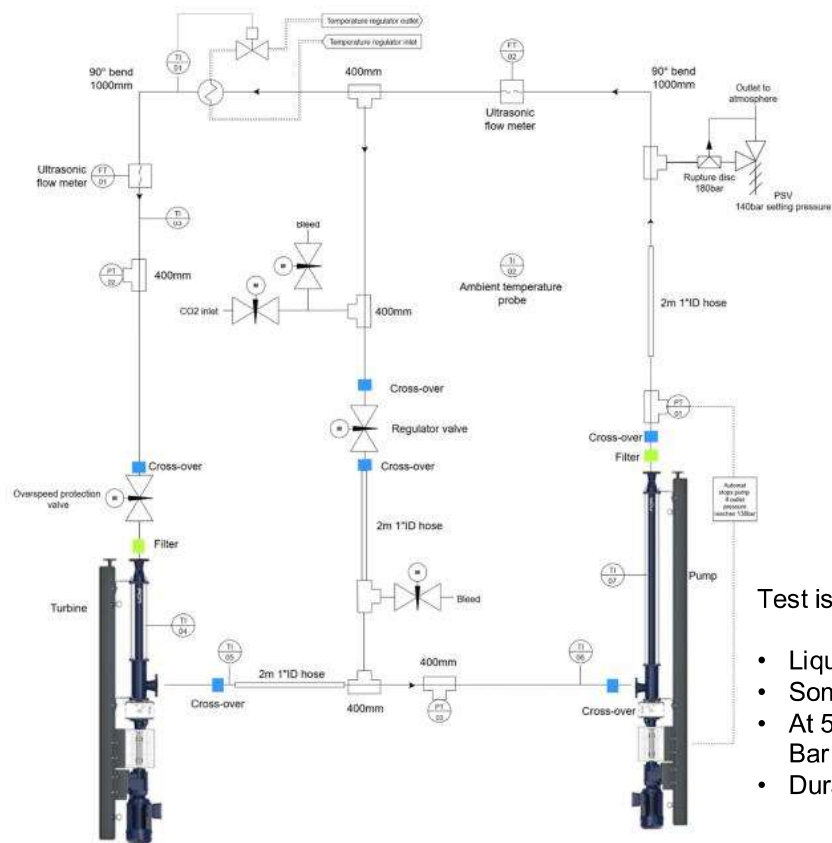 Temperature regulator outlet
Temperature regulator inlet
TI
01
90° bend
1000mm
400mm
FT
02
Ultrasonic
flow meter
90° bend
1000mm
Outlet to
atmosphere
Rupture disc
180bar
PSV
140bar setting pressure
Ultrasonic
flow meter
FT
01
TI
03
PT
02
400mm
Bleed
M
M
CO2 inlet
400mm
TI
02
Ambient temperature
probe
2m 1"ID hose
Cross-over
M
Regulator valve
Cross-over
PT
01
Cross-over
Filter
Cross-over
Overspeed protection
valve
M
Filter
2m 1"ID hose
Automat
stops pump
if outlet
pressure
reaches 138bar
M
Bleed
TI
07
Pump
Turbine
TI
04
TI
05
2m 1"ID hose
Cross-over
400mm
400mm
PT
03
TI
06
Cross-over
Test is
• Liqu
• Son
• At 5
Bar
• Dur